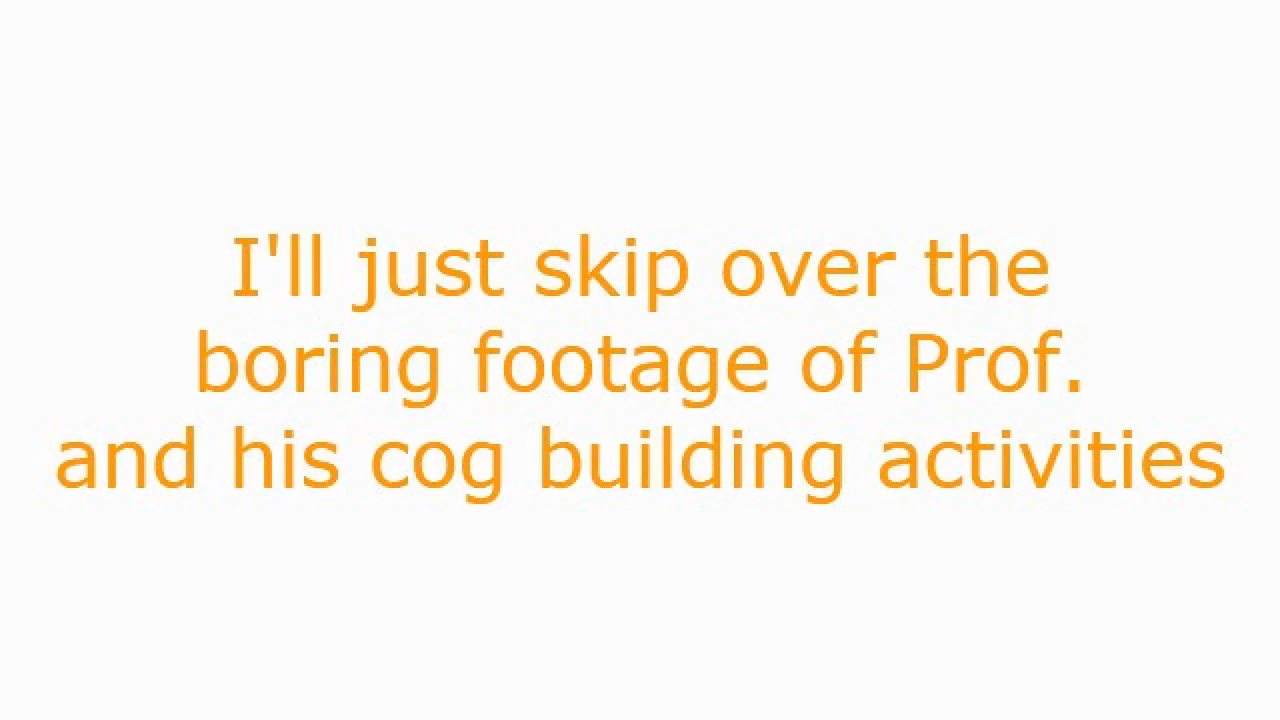 I'll just skip over the
boring footage of Prof.
and his cog building activities